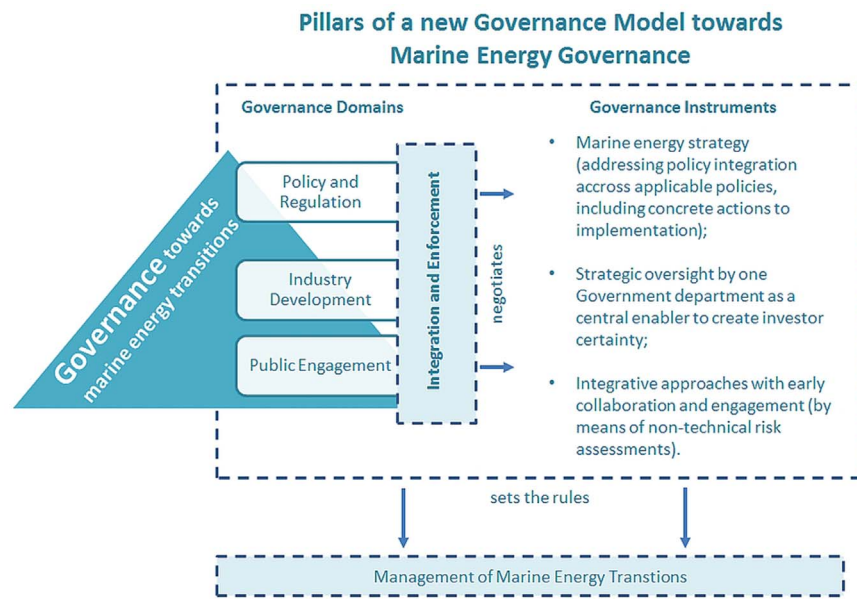 Pillars of a new Governance Model towards
Marine Energy Governance
Governance Domains
Governance towards
marine energy transitions
Policy and
Regulation
Industry
Development
Public Engagement
Integration and Enforcement
negotiates
Governance Instruments
• Marine energy strategy
(addressing policy integration
accross applicable policies,
including concrete actions to
implementation);
• Strategic oversight by one
Government department as a
central enabler to create investor
certainty;
• Integrative approaches with early
collaboration and engagement (by
means of non-technical risk
assessments).
sets the rules
Management of Marine Energy Transtions